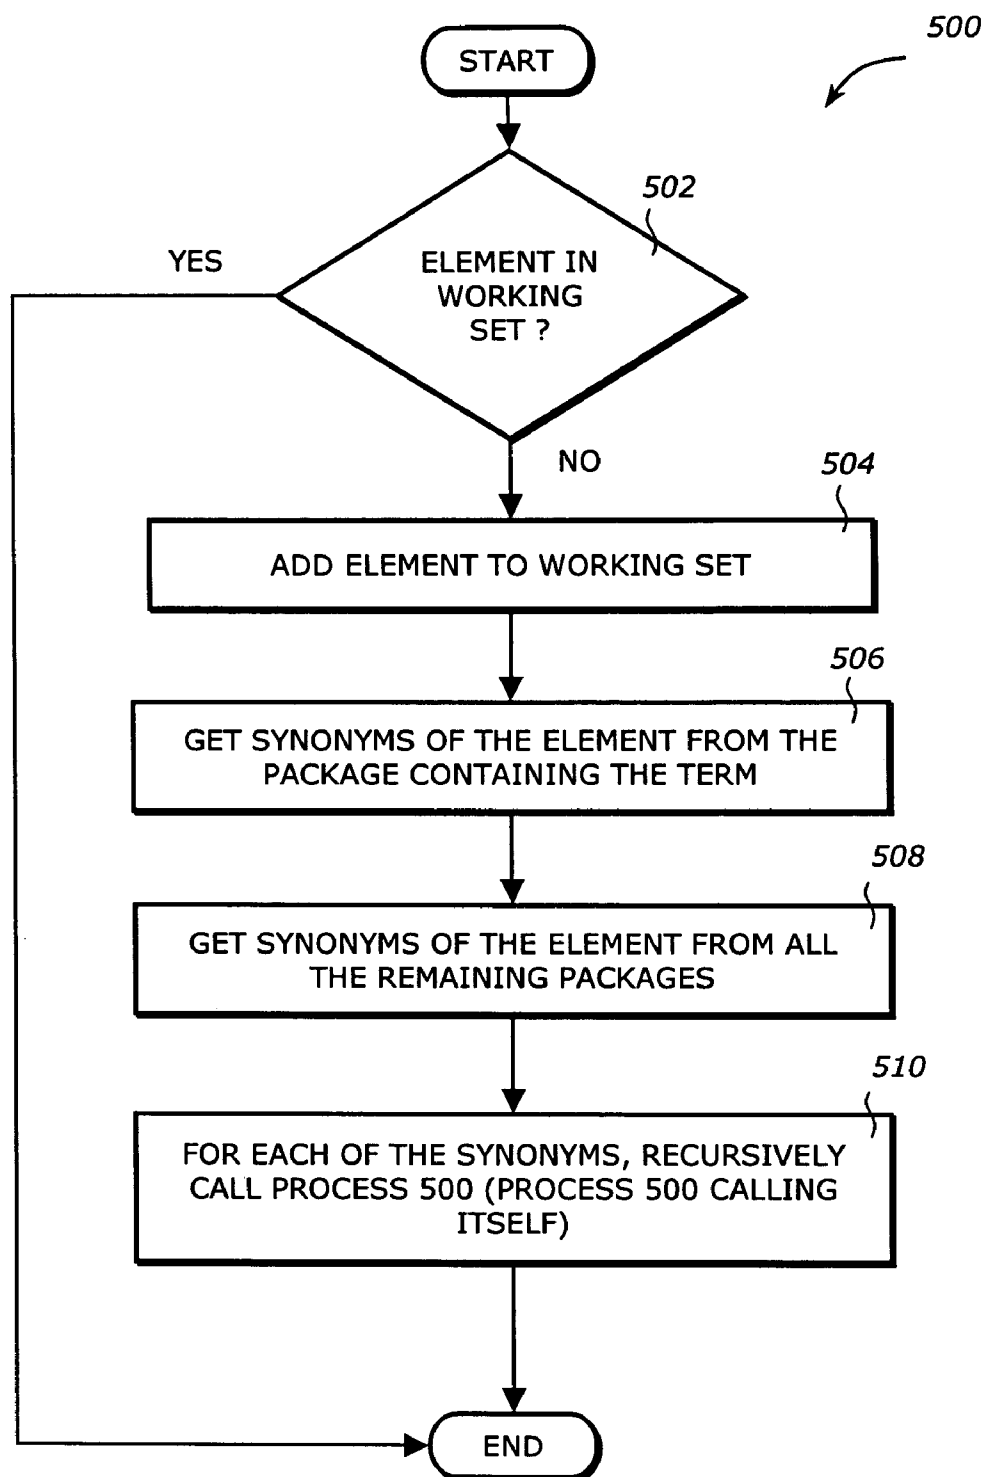 500
START
502
YES
ELEMENT IN
WORKING
SET ?
NO
504
ADD ELEMENT TO WORKING SET
506
GET SYNONYMS OF THE ELEMENT FROM THE
PACKAGE CONTAINING THE TERM
508
GET SYNONYMS OF THE ELEMENT FROM ALL
THE REMAINING PACKAGES
510
FOR EACH OF THE SYNONYMS, RECURSIVELY
CALL PROCESS 500 (PROCESS 500 CALLING
ITSELF)
END